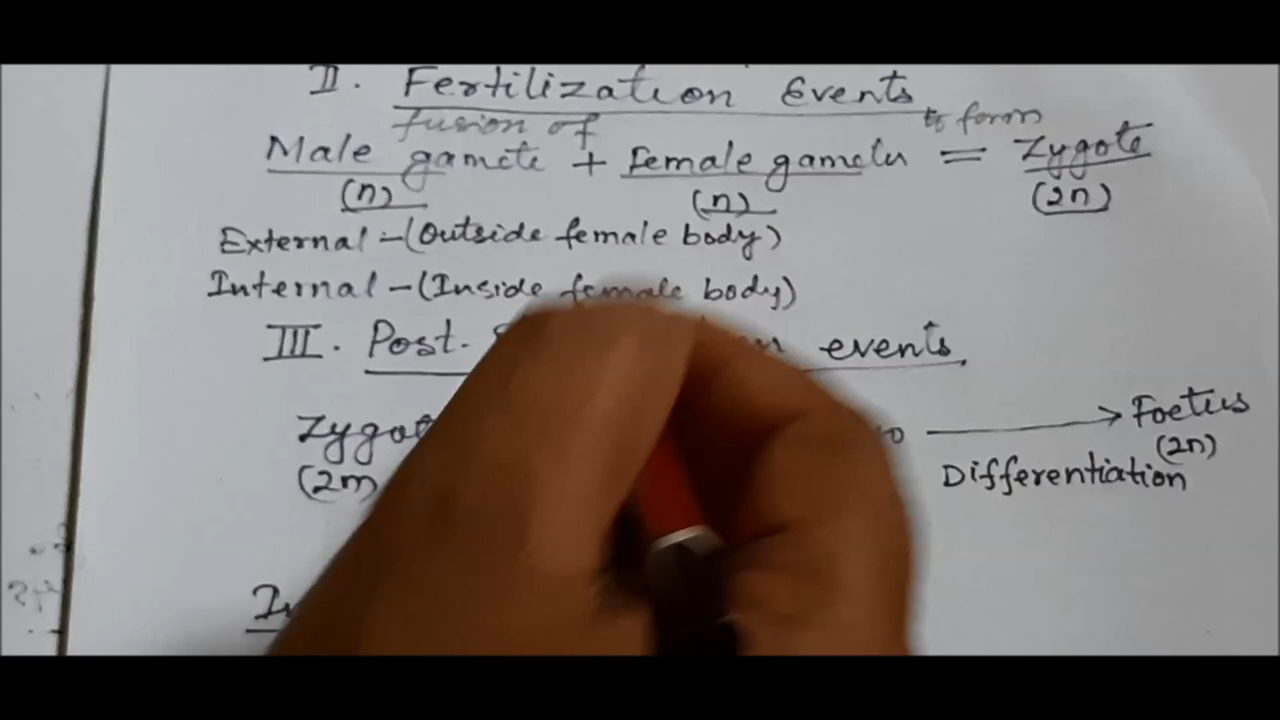 II. Fertilization Events
fusion of to form
Male gamete + Female gamete = Zygote
(n) (n) (2n)
External - (Outside female body)
Internal - (Inside female body)
III. Post. events.
Foetus
(2n)
(2n)
Differentiation